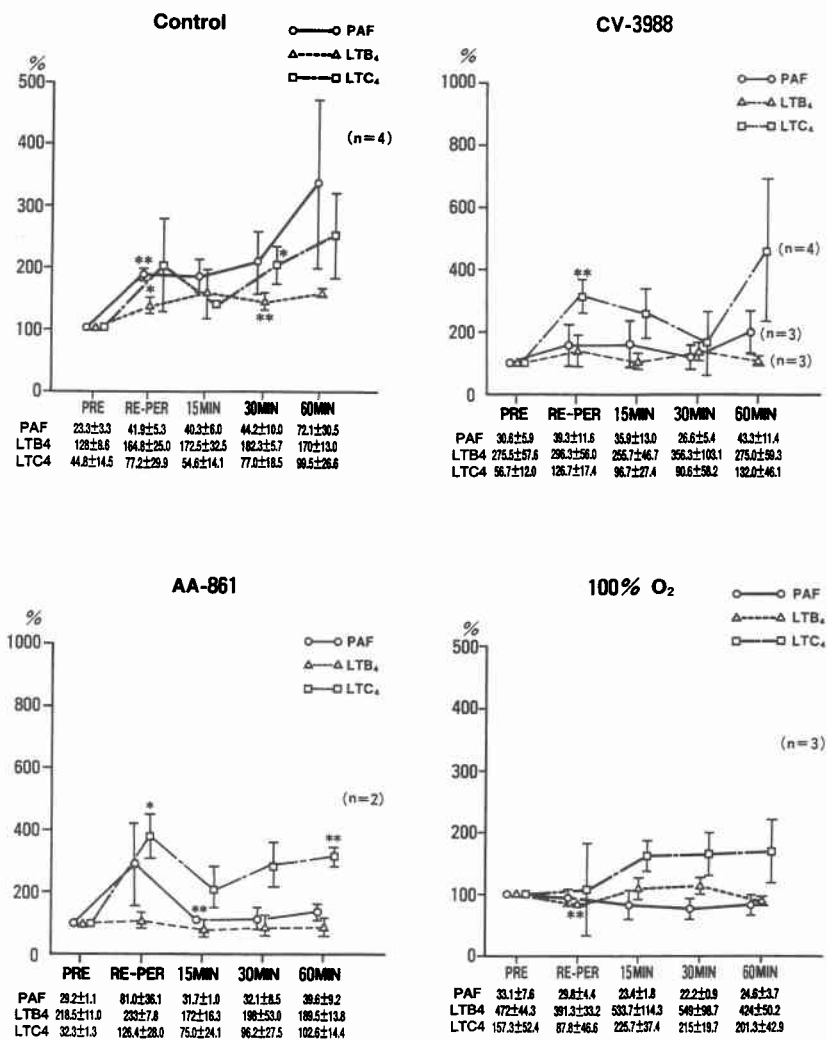 Control
PAF
LTB₄
LTC₄
%
500
400
300
200
100
0
(n=4)
**
*
*
**
PRE RE-PER 15MIN 30MIN 60MIN
PAF 23.3±3.3 41.9±5.3 40.3±6.0 44.2±10.0 72.1±30.5
LTB4 128±8.6 164.8±25.0 172.5±32.5 182.3±5.7 170±13.0
LTC4 44.8±14.5 77.2±29.9 54.6±14.1 77.0±18.5 99.5±26.6
CV-3988
PAF
LTB₄
LTC₄
%
1000
800
600
400
200
0
**
(n=4)
(n=3)
(n=3)
PRE RE-PER 15MIN 30MIN 60MIN
PAF 30.6±5.9 39.3±11.6 35.9±13.0 26.6±5.4 43.3±11.4
LTB4 275.5±57.6 296.3±56.0 255.7±46.7 356.3±103.1 275.0±59.3
LTC4 56.7±12.0 126.7±17.4 96.7±27.4 90.6±58.2 132.0±46.1
AA-861
PAF
LTB₄
LTC₄
%
1000
800
600
400
200
0
(n=2)
*
**
**
PRE RE-PER 15MIN 30MIN 60MIN
PAF 29.2±1.1 81.0±36.1 31.7±1.0 32.1±8.5 39.6±9.2
LTB4 218.5±11.0 233±7.8 172±16.3 198±53.0 189.5±13.8
LTC4 32.3±1.3 126.4±28.0 75.0±24.1 96.2±27.5 102.6±14.4
100% O₂
PAF
LTB₄
LTC₄
%
500
400
300
200
100
0
(n=3)
**
PRE RE-PER 15MIN 30MIN 60MIN
PAF 33.1±7.6 29.8±4.4 23.4±1.8 22.2±0.9 24.6±3.7
LTB4 472±44.3 391.3±33.2 533.7±114.3 549±98.7 424±50.2
LTC4 157.3±52.4 87.8±46.6 225.7±37.4 215±19.7 201.3±42.9